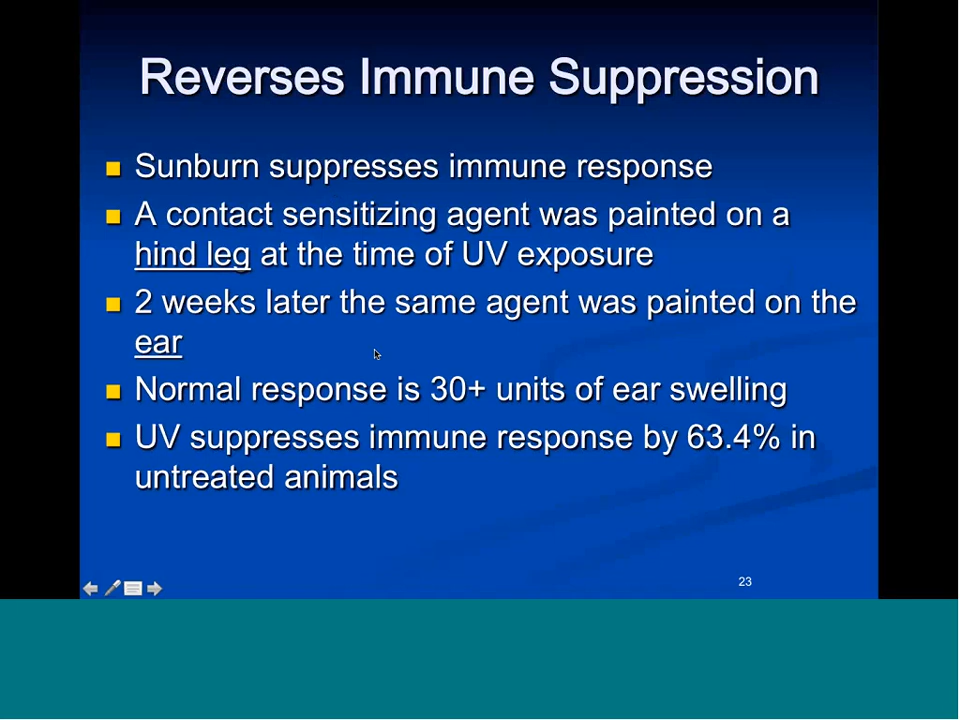 Reverses Immune Suppression
Sunburn suppresses immune response
A contact sensitizing agent was painted on a
hind leg at the time of UV exposure
2 weeks later the same agent was painted on the
ear
Normal response is 30+ units of ear swelling
UV suppresses immune response by 63.4% in
untreated animals
23